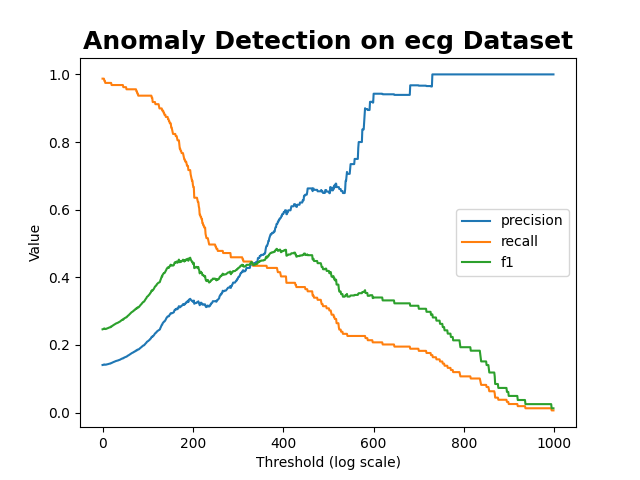 Anomaly Detection on ecg Dataset
1.0
0.8
0.6
0.4
0.2
0.0
Value
precision
recall
f1
0 200 400 600 800 1000
Threshold (log scale)